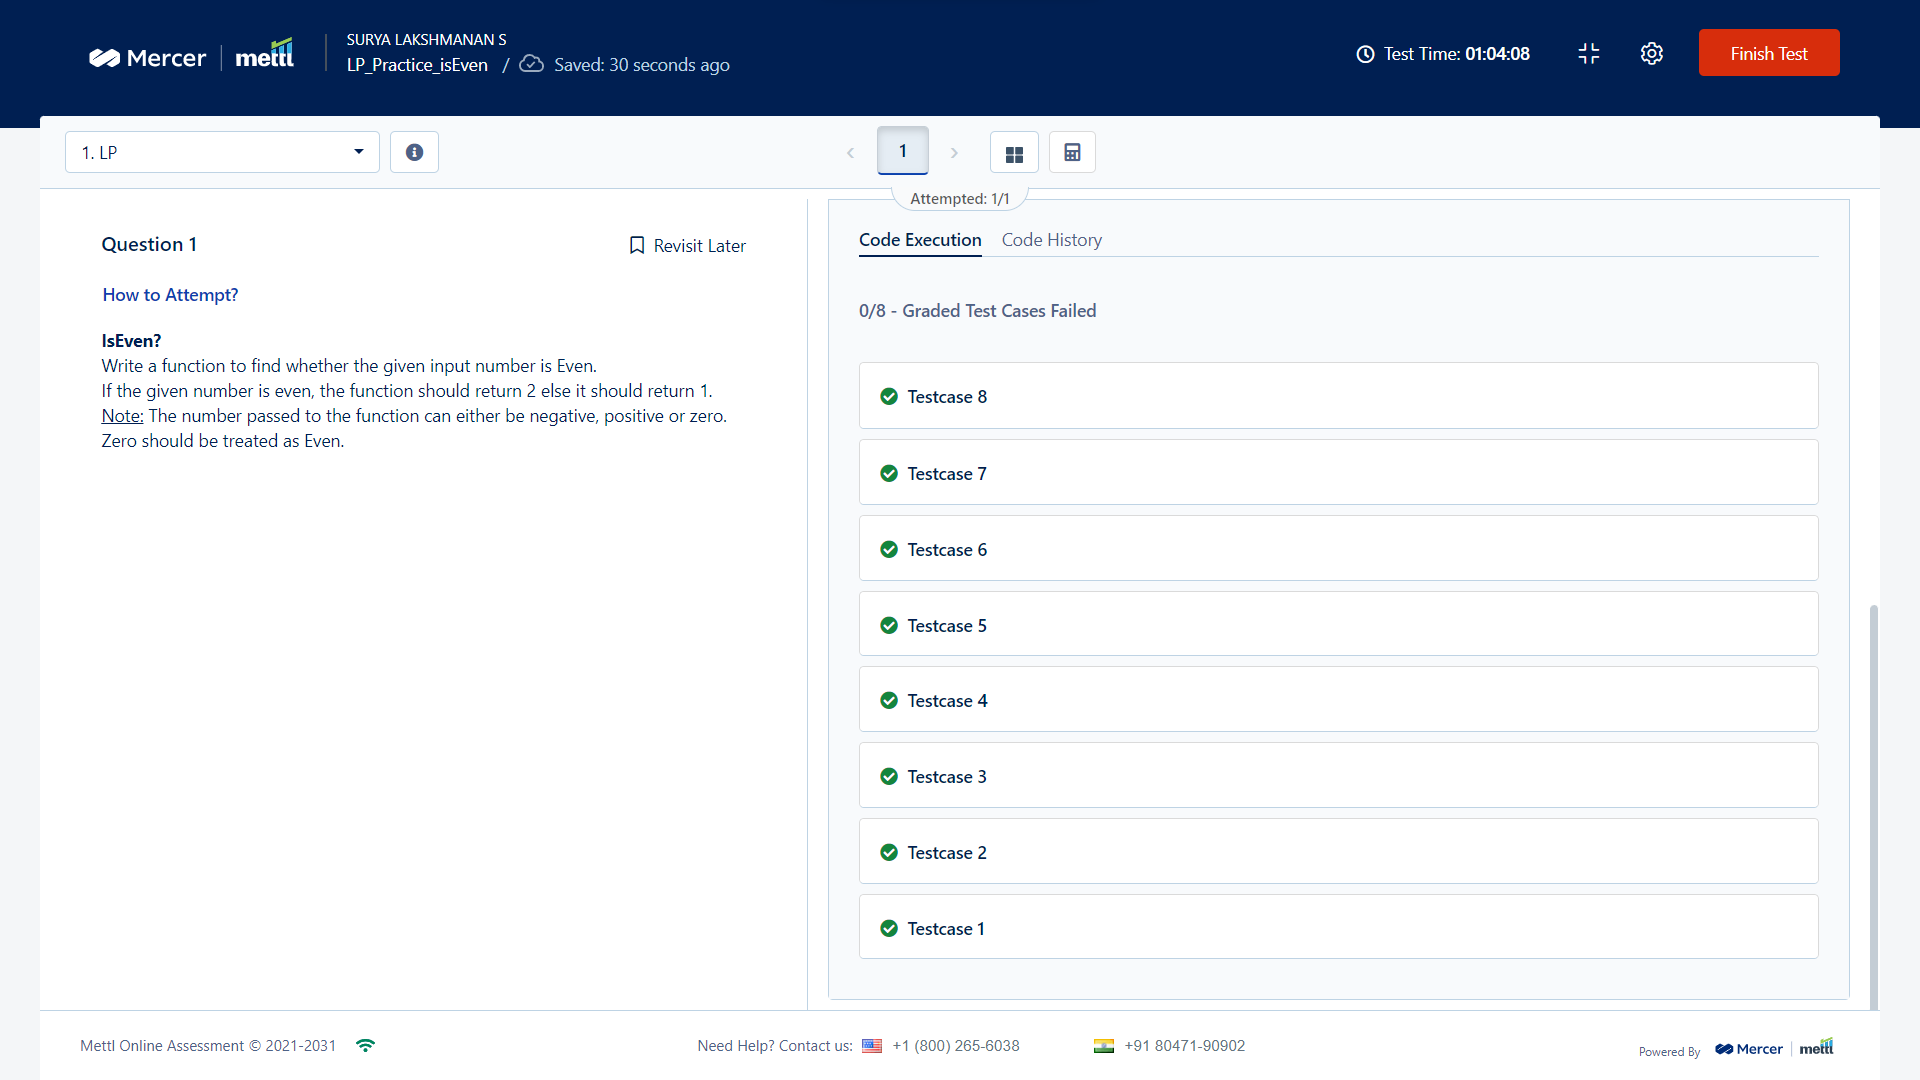 Mercer | mettl
SURYA LAKSHMANAN S
LP_Practice_isEven / Saved: 30 seconds ago
Test Time: 01:04:08
Finish Test
1. LP
1
Attempted: 1/1
Question 1
Revisit Later
How to Attempt?
IsEven?
Write a function to find whether the given input number is Even.
If the given number is even, the function should return 2 else it should return 1.
Note: The number passed to the function can either be negative, positive or zero.
Zero should be treated as Even.
Code Execution
Code History
0/8 - Graded Test Cases Failed
Testcase 8
Testcase 7
Testcase 6
Testcase 5
Testcase 4
Testcase 3
Testcase 2
Testcase 1
Mettl Online Assessment © 2021-2031
Need Help? Contact us: +1 (800) 265-6038
+91 80471-90902
Powered By Mercer | mettl